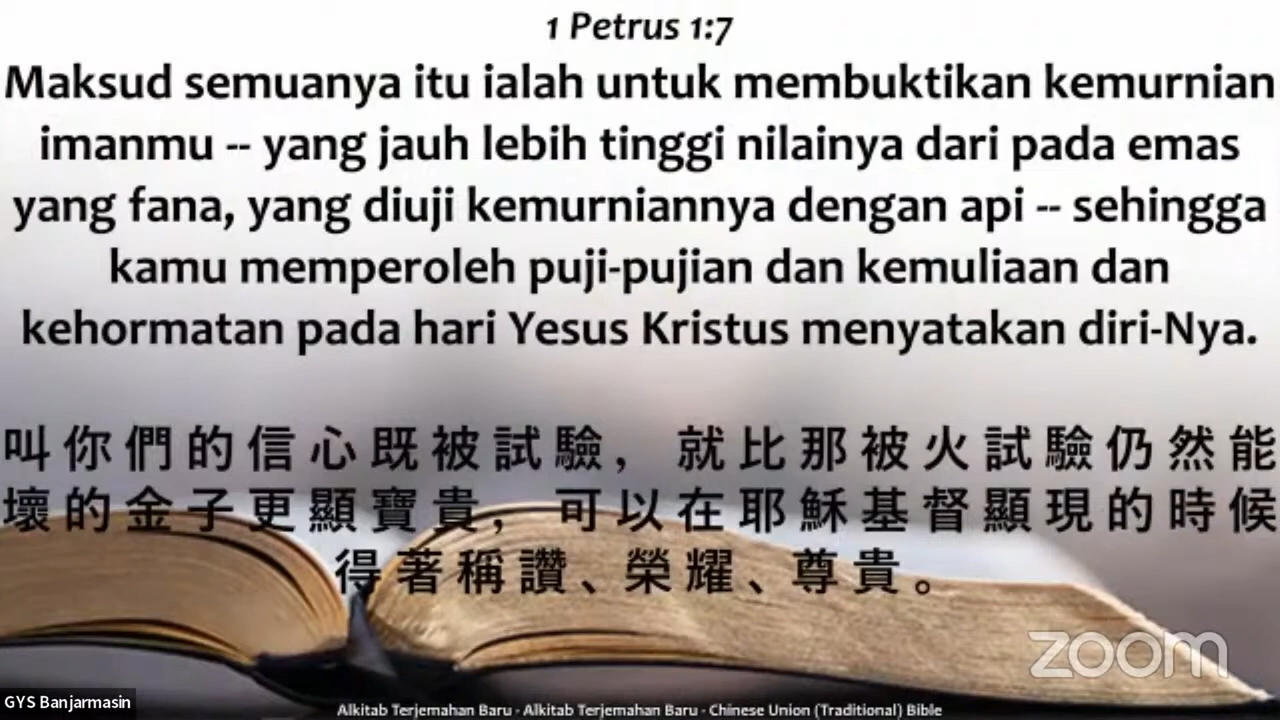 1 Petrus 1:7
Maksud semuanya itu ialah untuk membuktikan kemurnian
imanmu -- yang jauh lebih tinggi nilainya dari pada emas
yang fana, yang diuji kemurniannya dengan api -- sehingga
kamu memperoleh puji-pujian dan kemuliaan dan
kehormatan pada hari Yesus Kristus menyatakan diri-Nya.
叫你們的信心既被試驗，就比那被火試驗仍然能
壞的金子更顯寶貴，可以在耶穌基督顯現的時候
得著稱讚、榮耀、尊貴。
zoom
GYS Banjarmasin
Alkitab Terjemahan Baru - Alkitab Terjemahan Baru - Chinese Union (Traditional) Bible